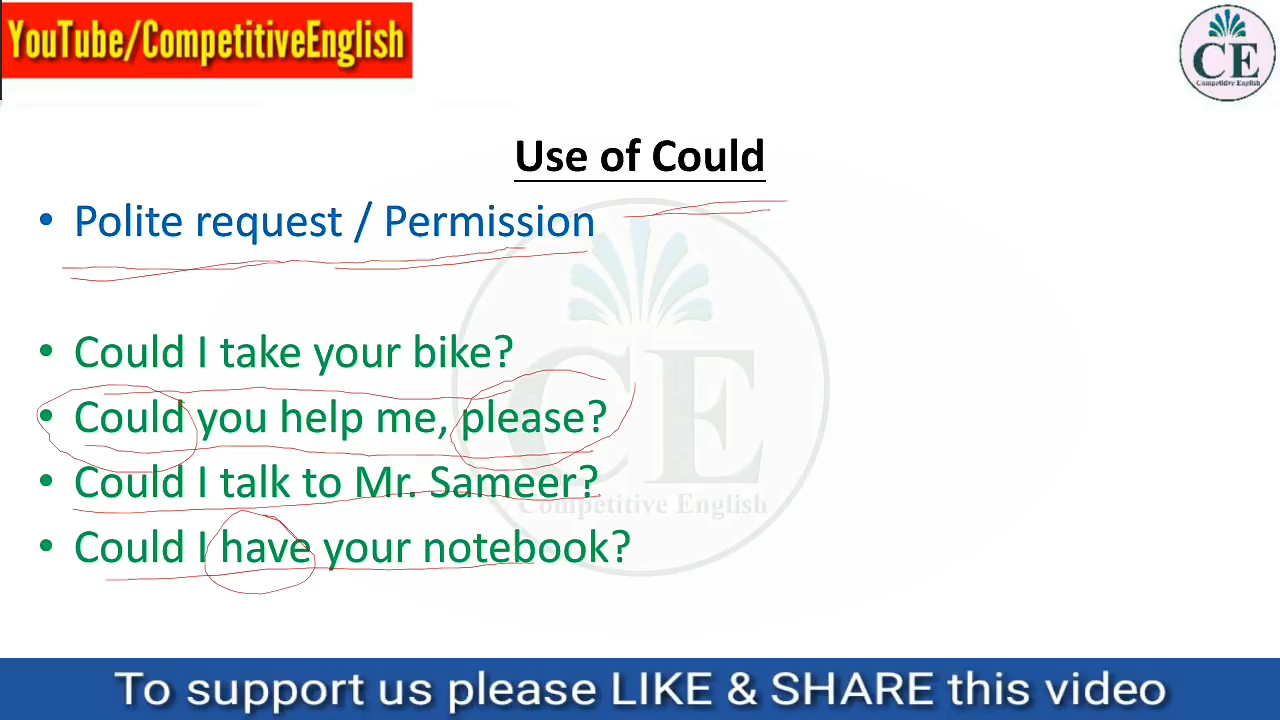 YouTube/CompetitiveEnglish
CE
Competitive English
Use of Could
• Polite request / Permission
• Could I take your bike?
• Could you help me, please?
• Could I talk to Mr. Sameer?
• Could I have your notebook?
CE
Competitive English
To support us please LIKE & SHARE this video